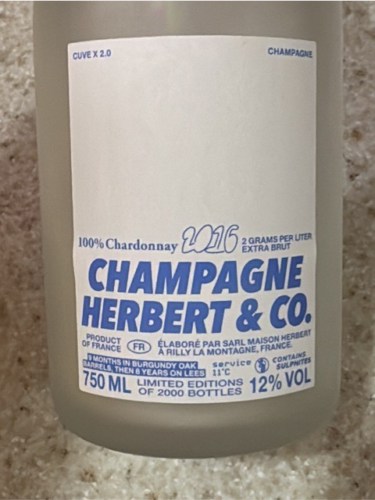 CUVE X 2.0
CHAMPAGNE
100% Chardonnay 2016 2 GRAMS PER LITER
EXTRA BRUT
CHAMPAGNE
HERBERT & CO.
PRODUCT
OF FRANCE
FR
ÉLABORÉ PAR SARL MAISON HERBERT
À RILLY LA MONTAGNE, FRANCE.
9 MONTHS IN BURGUNDY OAK
BARRELS, THEN 6 YEARS ON LEES
service
11°C
CONTAINS
SULPHITES
750 ML
LIMITED EDITIONS
OF 2000 BOTTLES
12% VOL